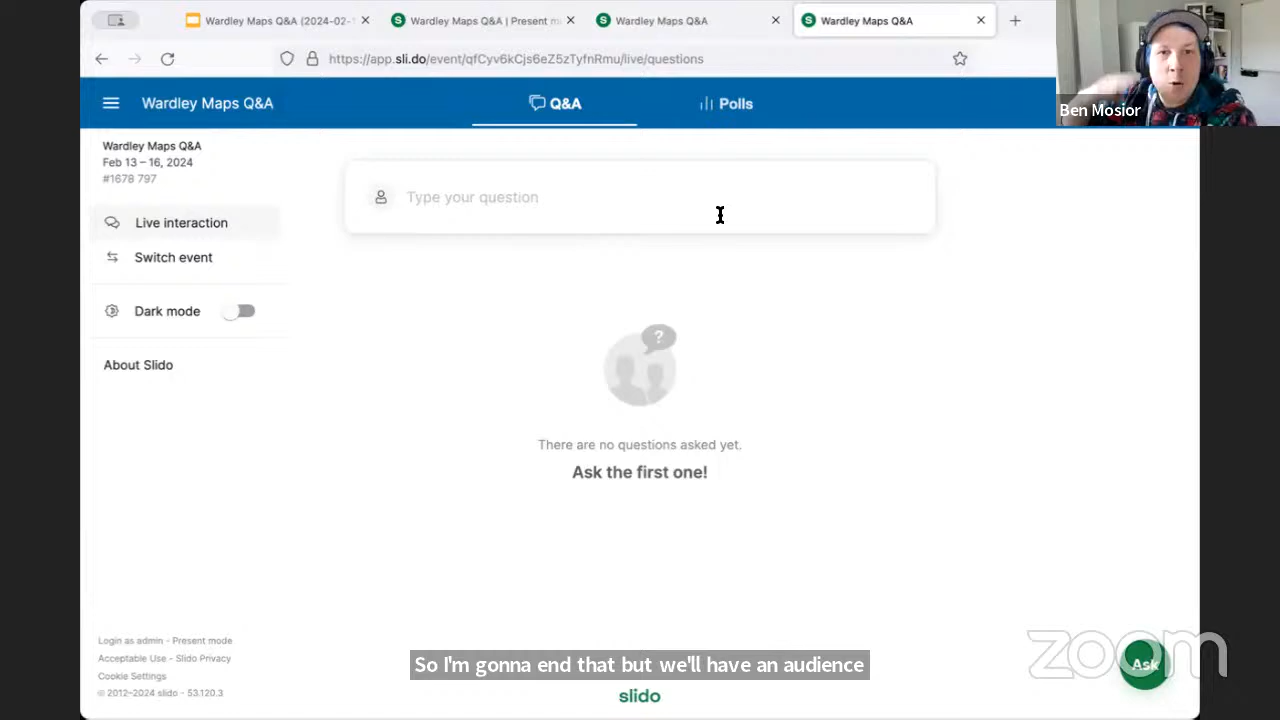 Wardley Maps Q&A (2024-02-
Wardley Maps Q&A | Present m
Wardley Maps Q&A
Wardley Maps Q&A
https://app.sli.do/event/qfCyv6kCjs6eZ5zTyfnRmu/live/questions
Wardley Maps Q&A
Q&A
Polls
Ben Mosior
Wardley Maps Q&A
Feb 13 – 16, 2024
#1678 797
Live interaction
Switch event
Dark mode
About Slido
Type your question
?
There are no questions asked yet.
Ask the first one!
Login as admin - Present mode
Acceptable Use - Slido Privacy
Cookie Settings
© 2012–2024 slido - 53.120.3
So I'm gonna end that but we'll have an audience
slido
Ask
zoom